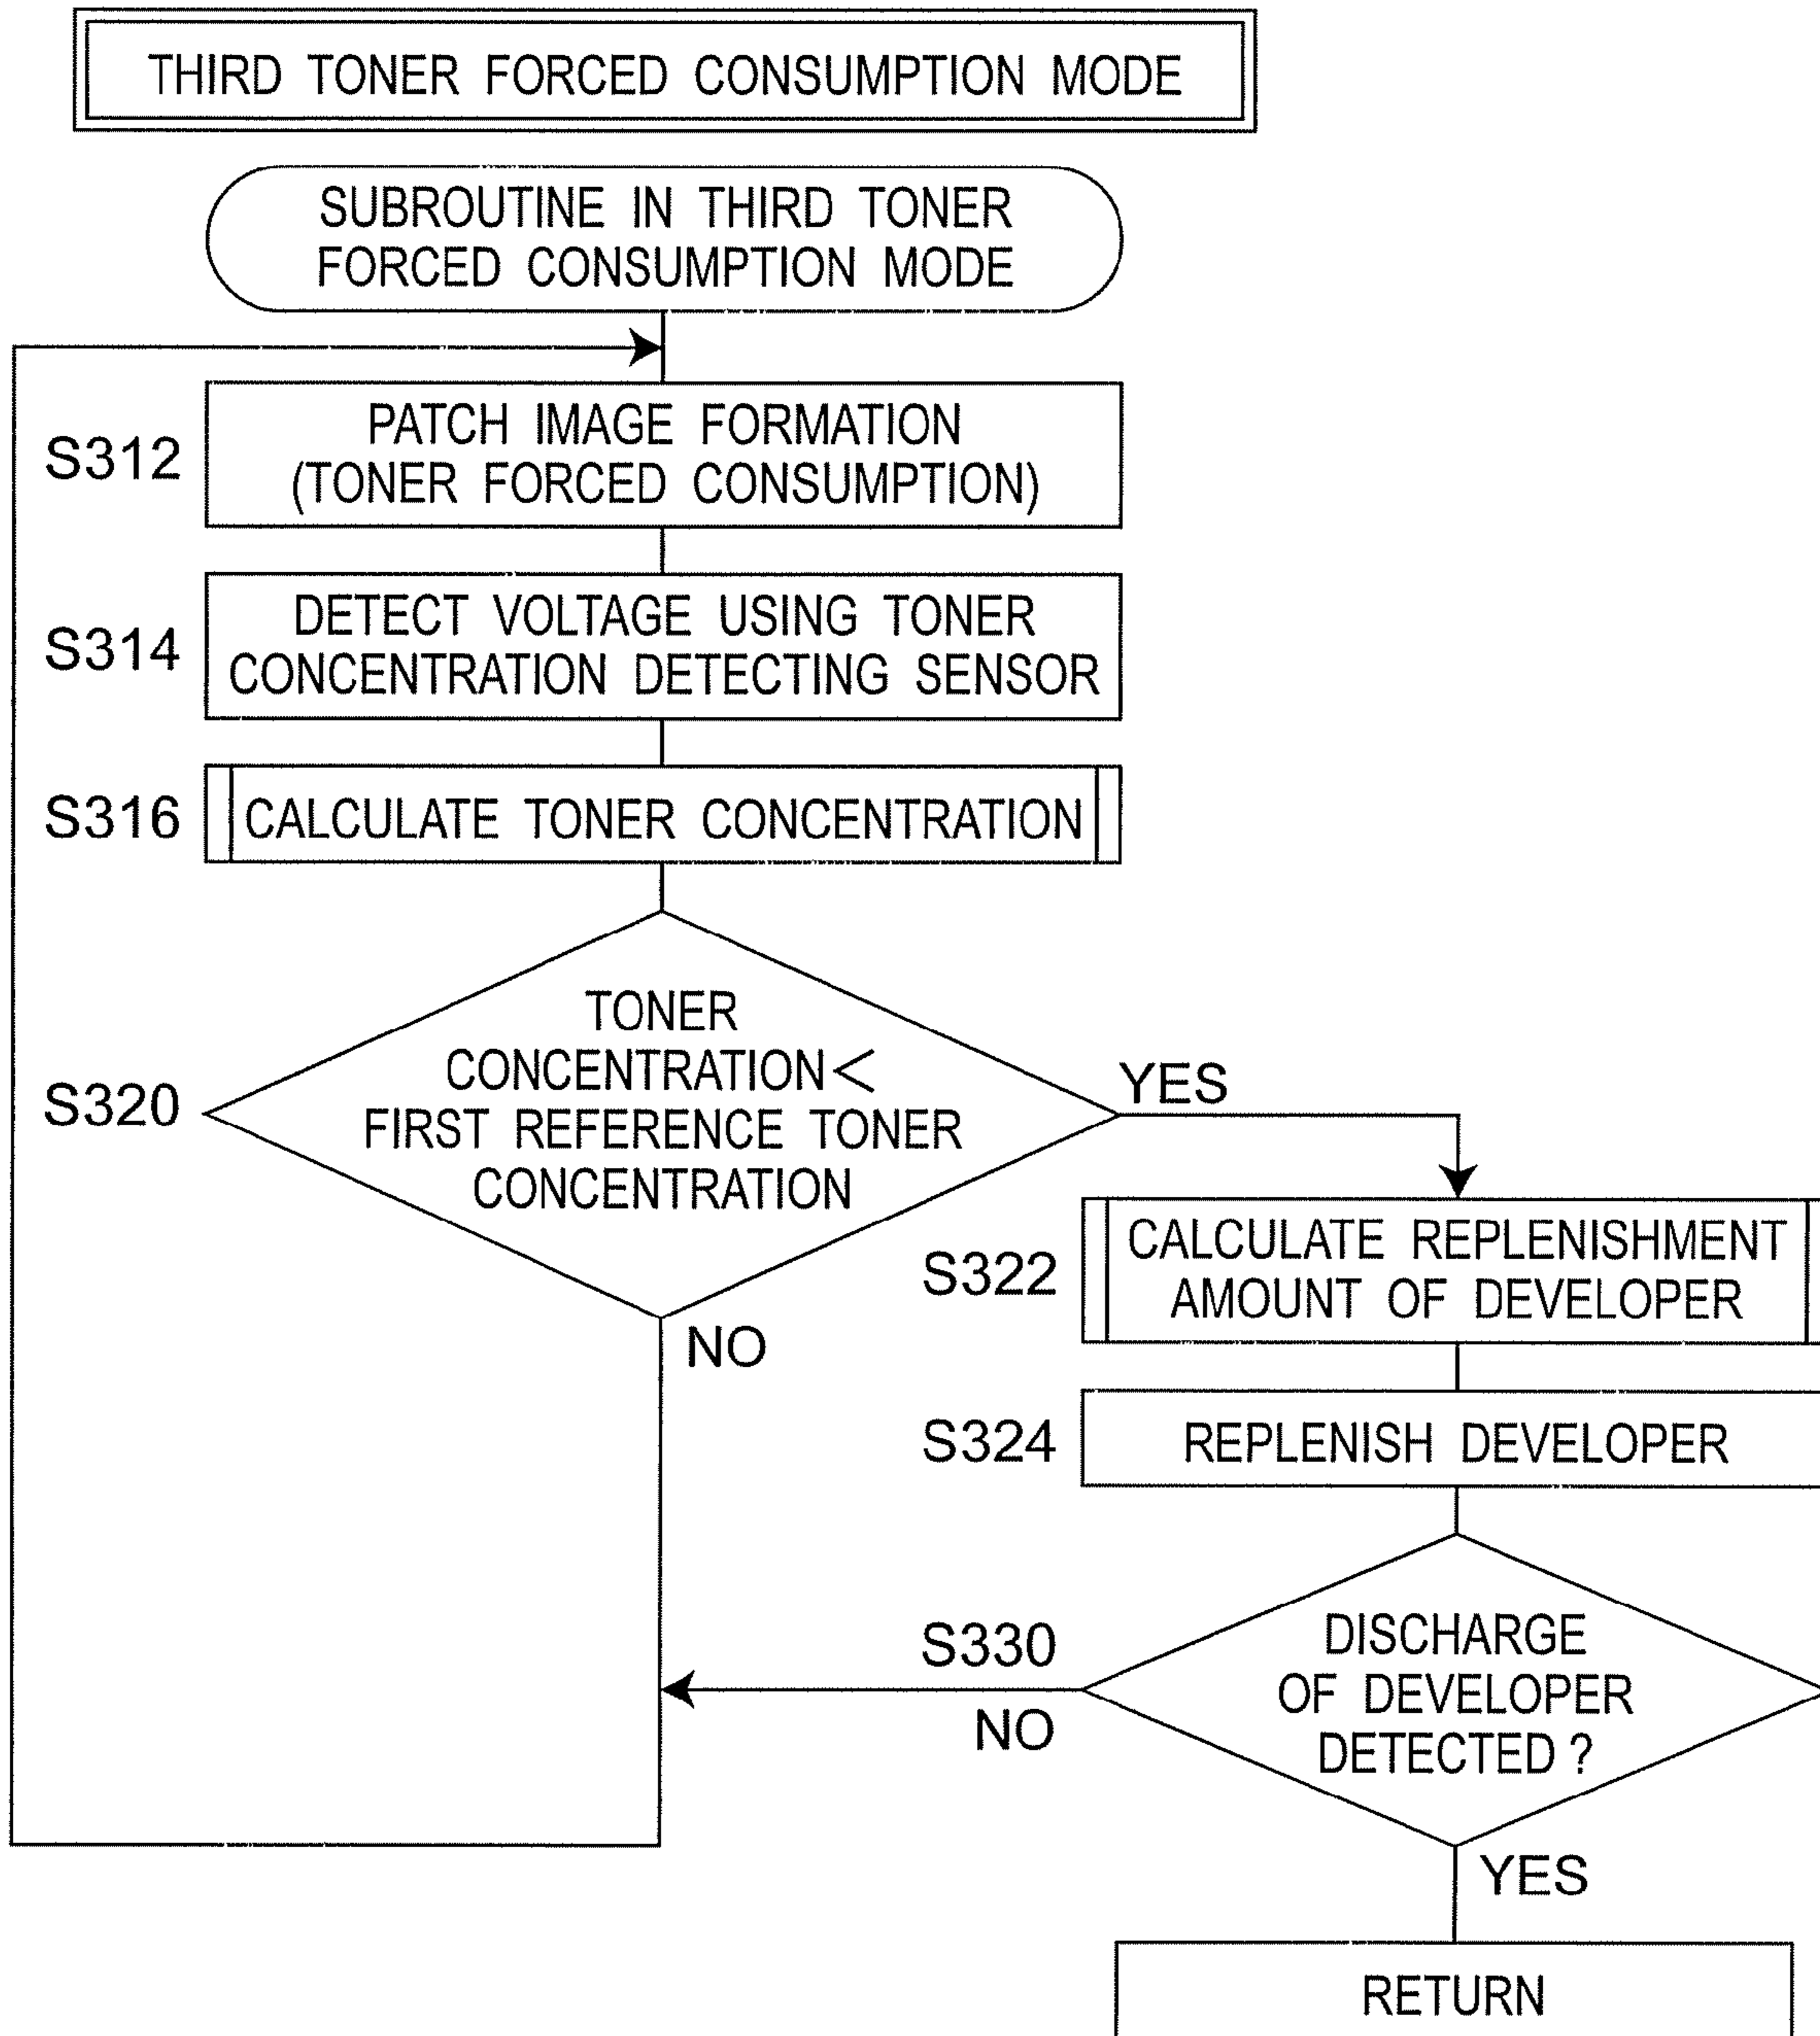 THIRD TONER FORCED CONSUMPTION MODE
SUBROUTINE IN THIRD TONER
FORCED CONSUMPTION MODE
S312
PATCH IMAGE FORMATION
(TONER FORCED CONSUMPTION)
S314
DETECT VOLTAGE USING TONER
CONCENTRATION DETECTING SENSOR
S316
CALCULATE TONER CONCENTRATION
S320
TONER
CONCENTRATION<
FIRST REFERENCE TONER
CONCENTRATION
YES
NO
S322
CALCULATE REPLENISHMENT
AMOUNT OF DEVELOPER
S324
REPLENISH DEVELOPER
S330
DISCHARGE
OF DEVELOPER
DETECTED ?
NO
YES
RETURN